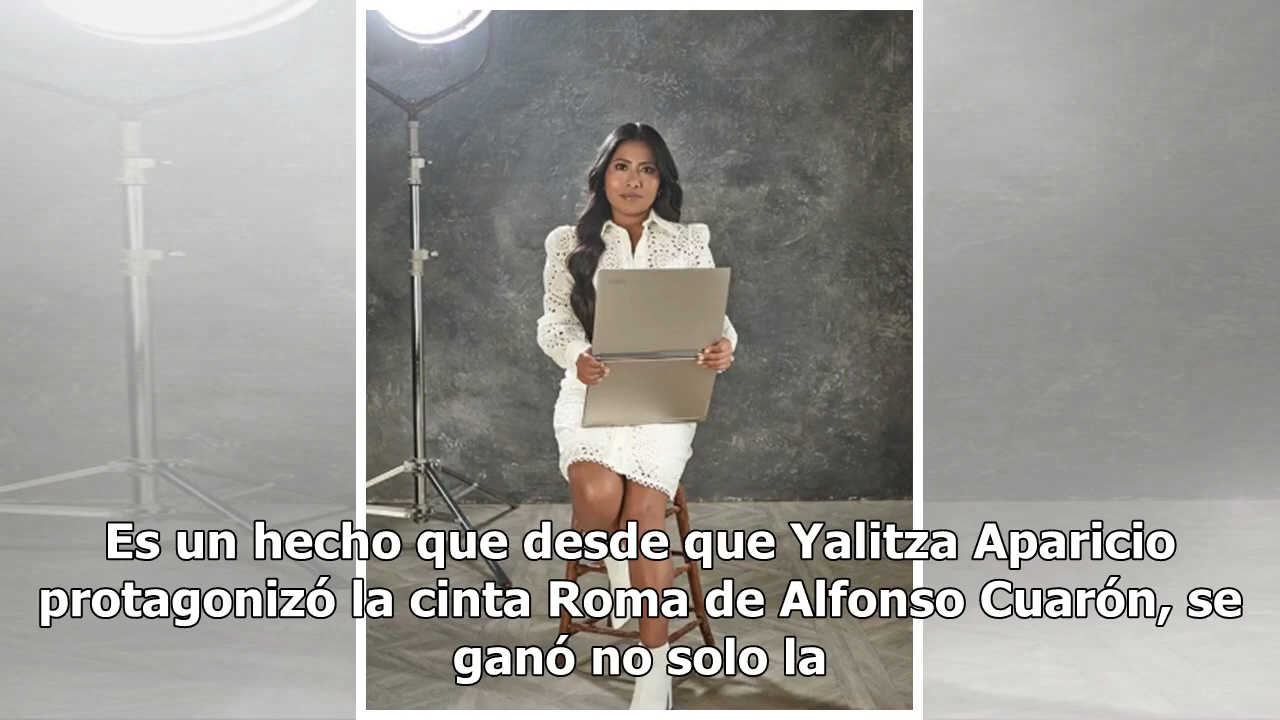 Es un hecho que desde que Yalitza Aparicio
protagonizó la cinta Roma de Alfonso Cuarón, se
ganó no solo la